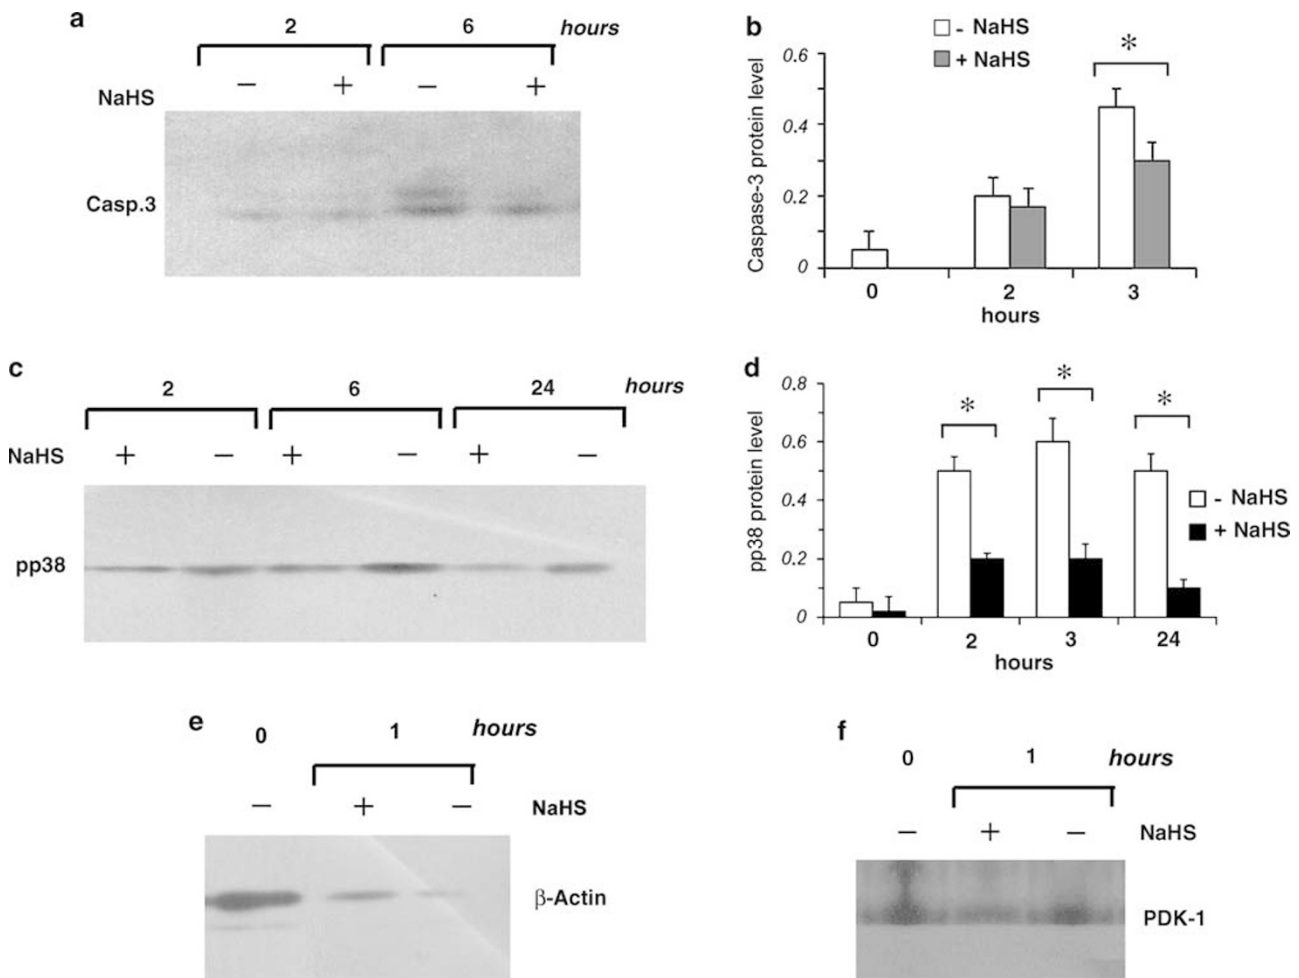 a
2 6 hours
NaHS − + − +
Casp.3
b
- NaHS
+ NaHS
*
Caspase-3 protein level
0.6
0.4
0.2
0
0 2 3
hours
c
2 6 24 hours
NaHS + − + − + −
pp38
d
* * *
pp38 protein level
0.8
0.6
0.4
0.2
0
- NaHS
+ NaHS
0 2 3 24
hours
e
0 1 hours
− + − NaHS
β-Actin
f
0 1 hours
− + − NaHS
PDK-1